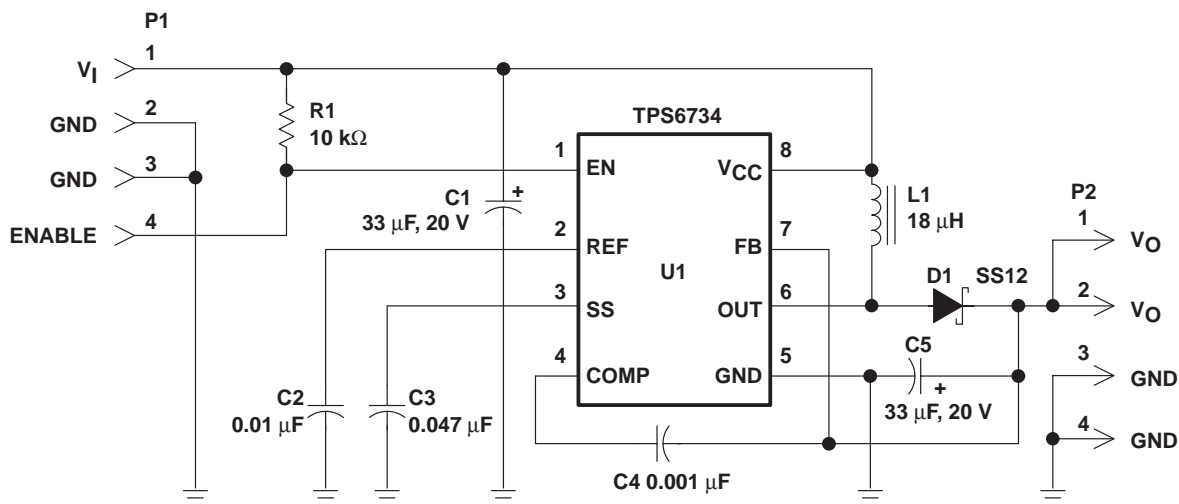 P1
1
VI
2
GND
3
GND
4
ENABLE
R1
10 kΩ
C1
33 μF, 20 V
+
TPS6734
U1
1
EN
2
REF
3
SS
4
COMP
8
VCC
7
FB
6
OUT
5
GND
L1
18 μH
D1
SS12
C5
+
33 μF, 20 V
C2
0.01 μF
C3
0.047 μF
C4 0.001 μF
P2
1
VO
2
VO
3
GND
4
GND